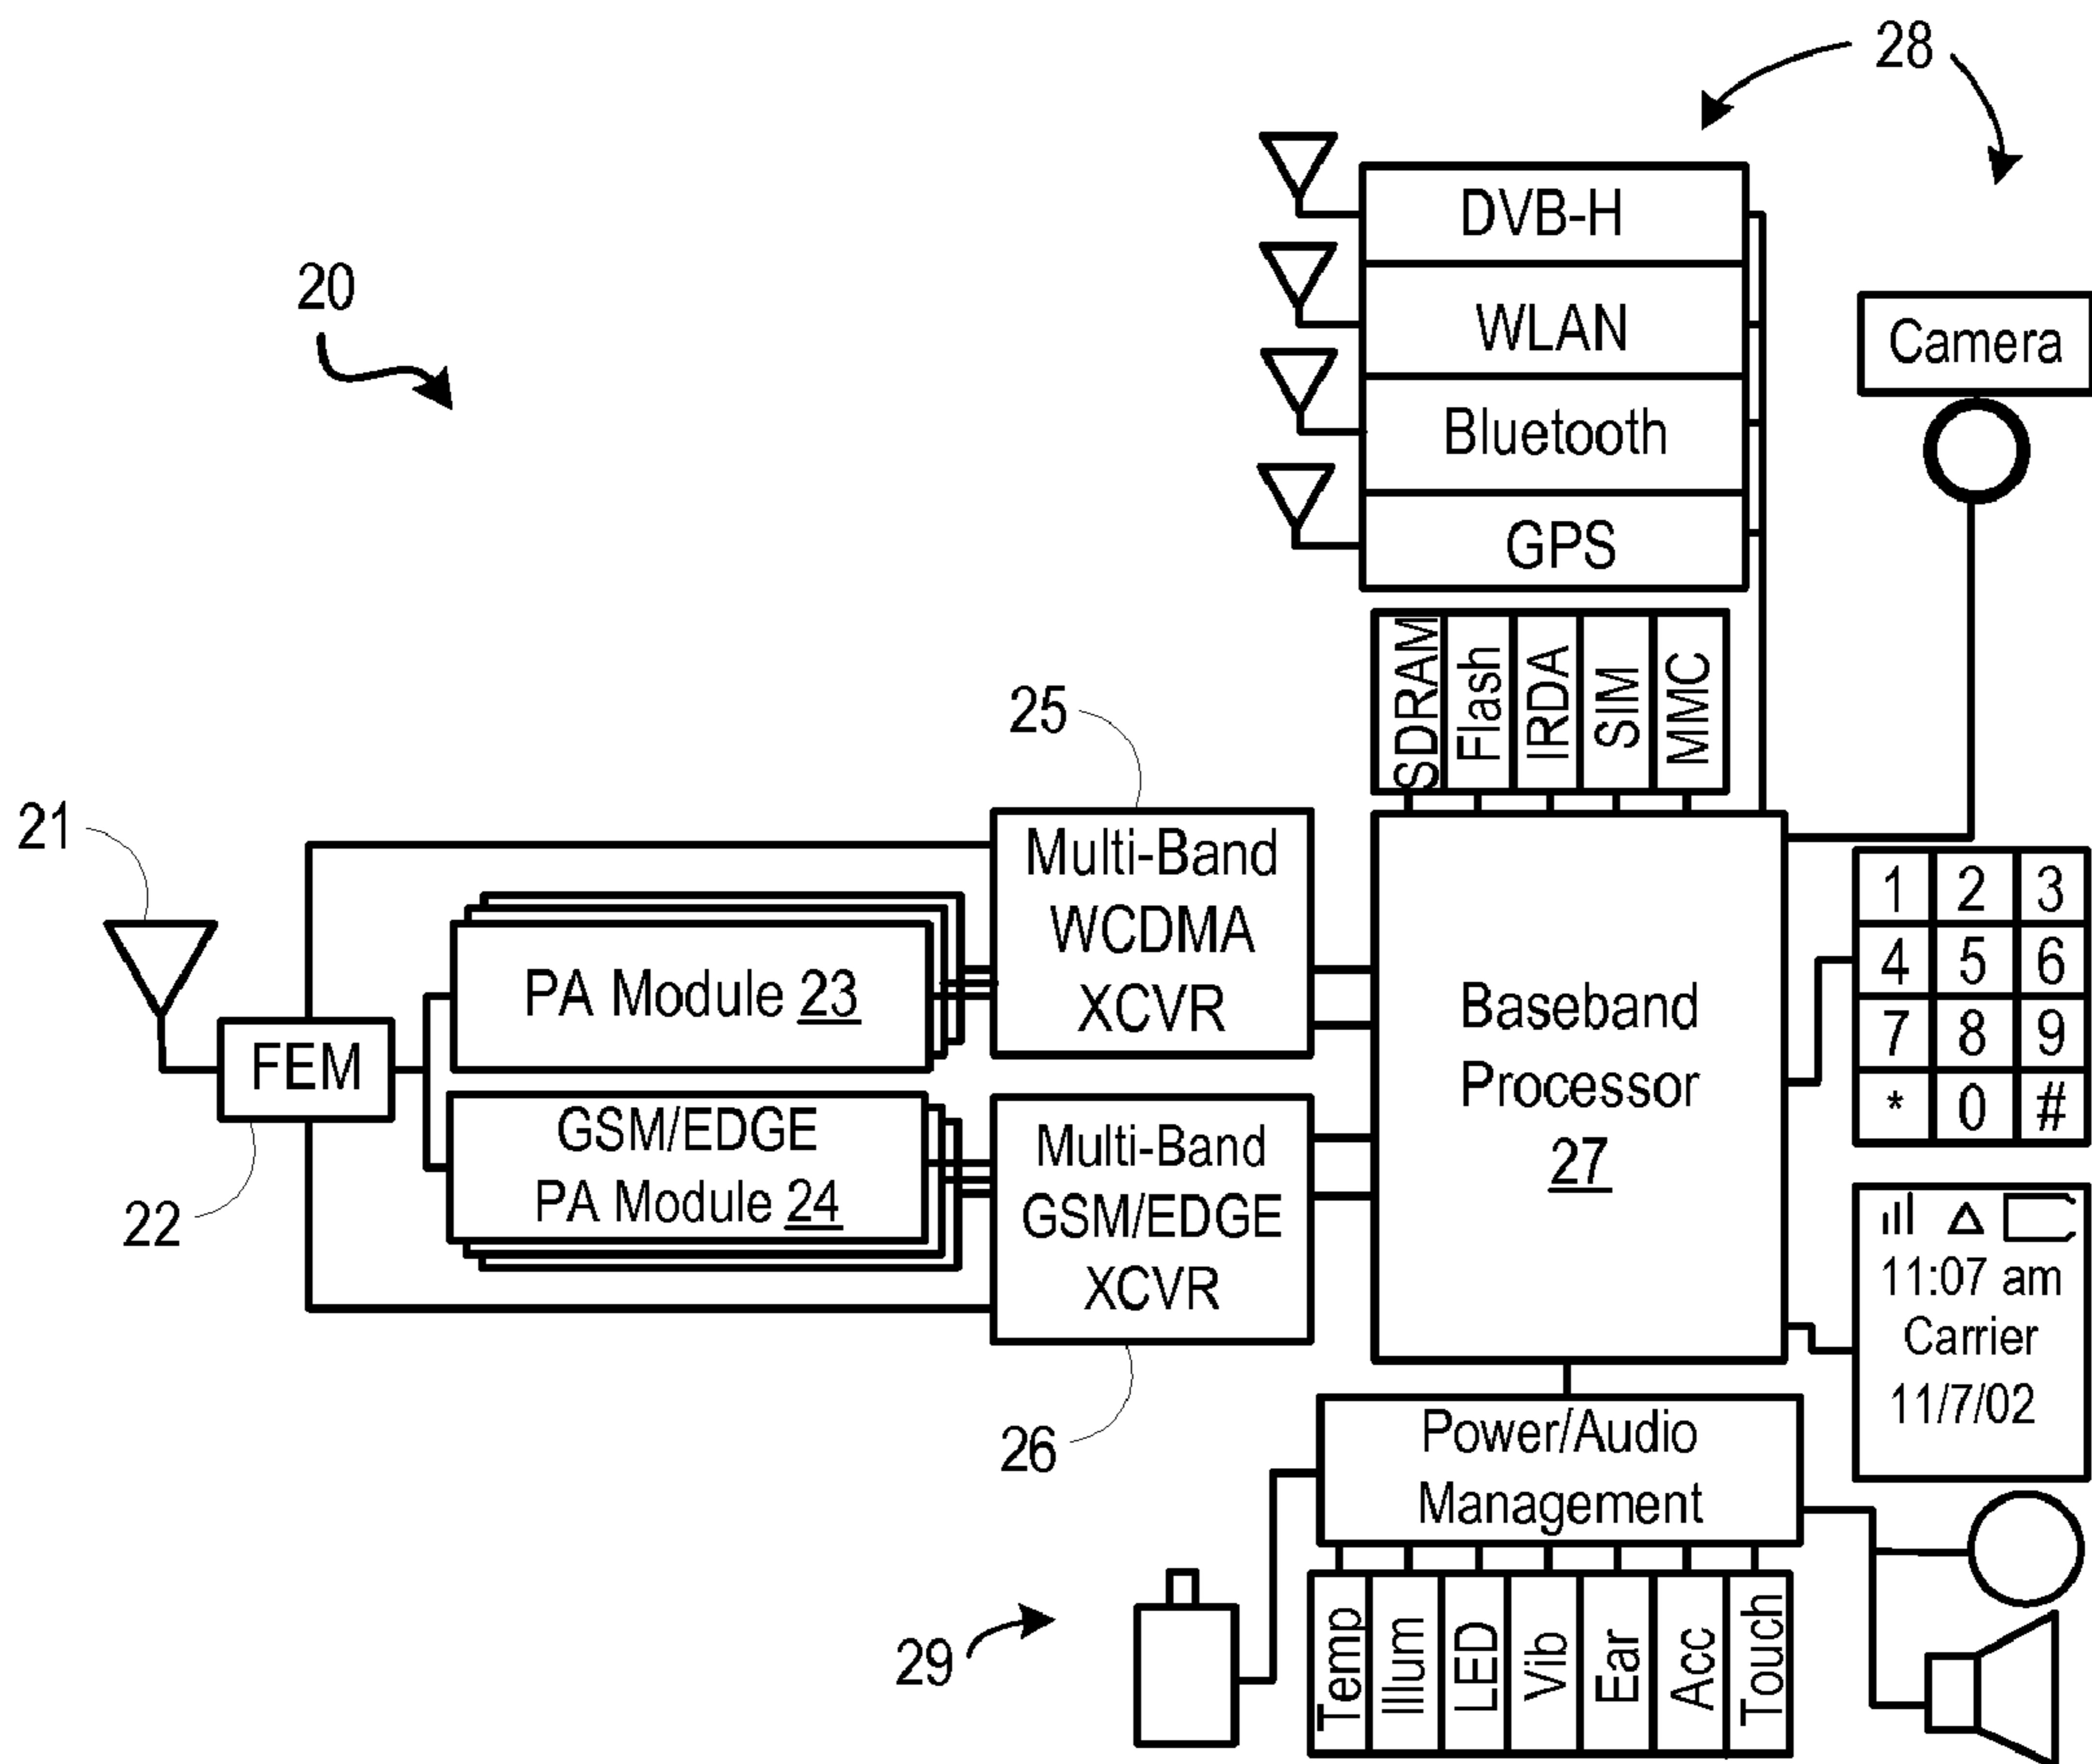 28
DVB-H
WLAN
Bluetooth
GPS
20
Camera
SDRAM
Flash
IRDA
SIM
MMC
25
21
Multi-Band
WCDMA
XCVR
PA Module 23
FEM
GSM/EDGE
PA Module 24
22
Multi-Band
GSM/EDGE
XCVR
26
Baseband
Processor
27
1 2 3
4 5 6
7 8 9
* 0 #
11:07 am
Carrier
11/7/02
Power/Audio
Management
29
Temp
Illum
LED
Vib
Ear
Acc
Touch